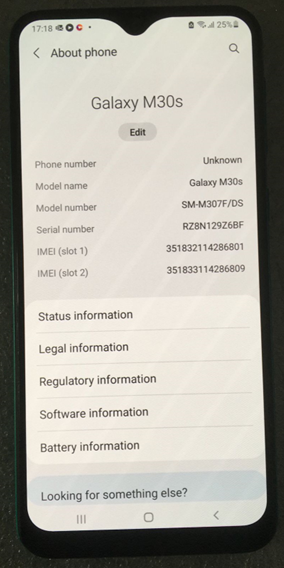 17:18
25%
About phone
Galaxy M30s
Edit
Phone number Unknown
Model name Galaxy M30s
Model number SM-M307F/DS
Serial number RZ8N129Z6BF
IMEI (slot 1) 351832114286801
IMEI (slot 2) 351833114286809
Status information
Legal information
Regulatory information
Software information
Battery information
Looking for something else?